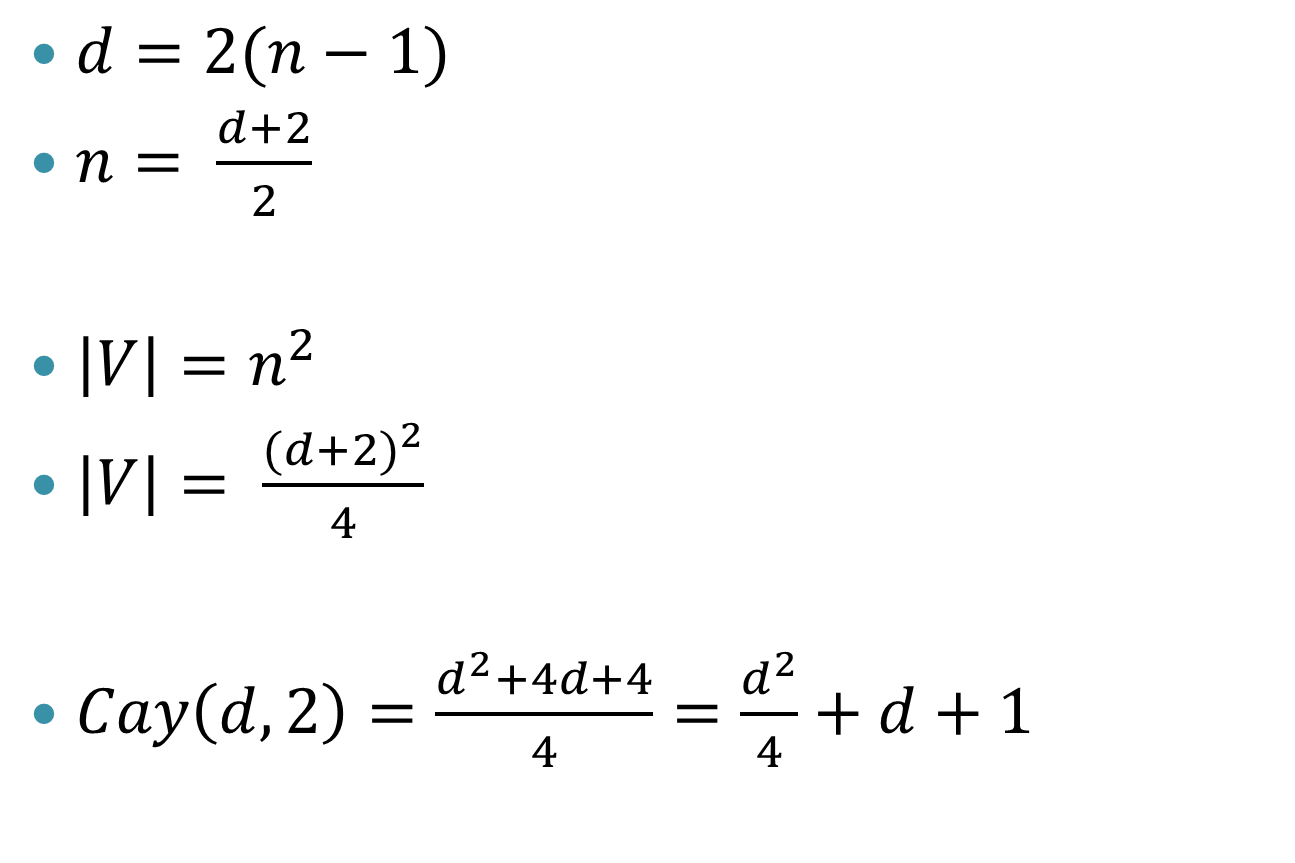 • d = 2(n − 1)
• n = (d+2)/2
• |V| = n²
• |V| = (d+2)²/4
• Cay(d, 2) = (d²+4d+4)/4 = d²/4 + d + 1